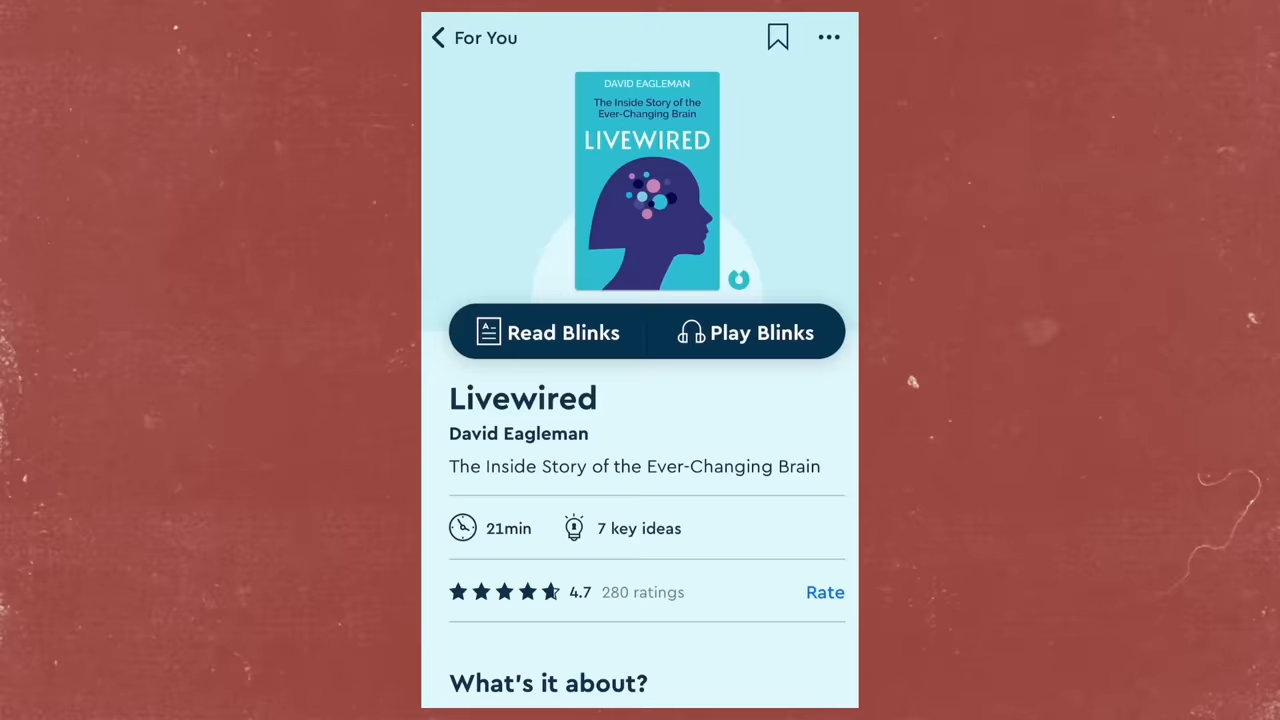 For You
DAVID EAGLEMAN
The Inside Story of the
Ever-Changing Brain
LIVEWIRED
Read Blinks
Play Blinks
Livewired
David Eagleman
The Inside Story of the Ever-Changing Brain
21min
7 key ideas
4.7 280 ratings
Rate
What's it about?